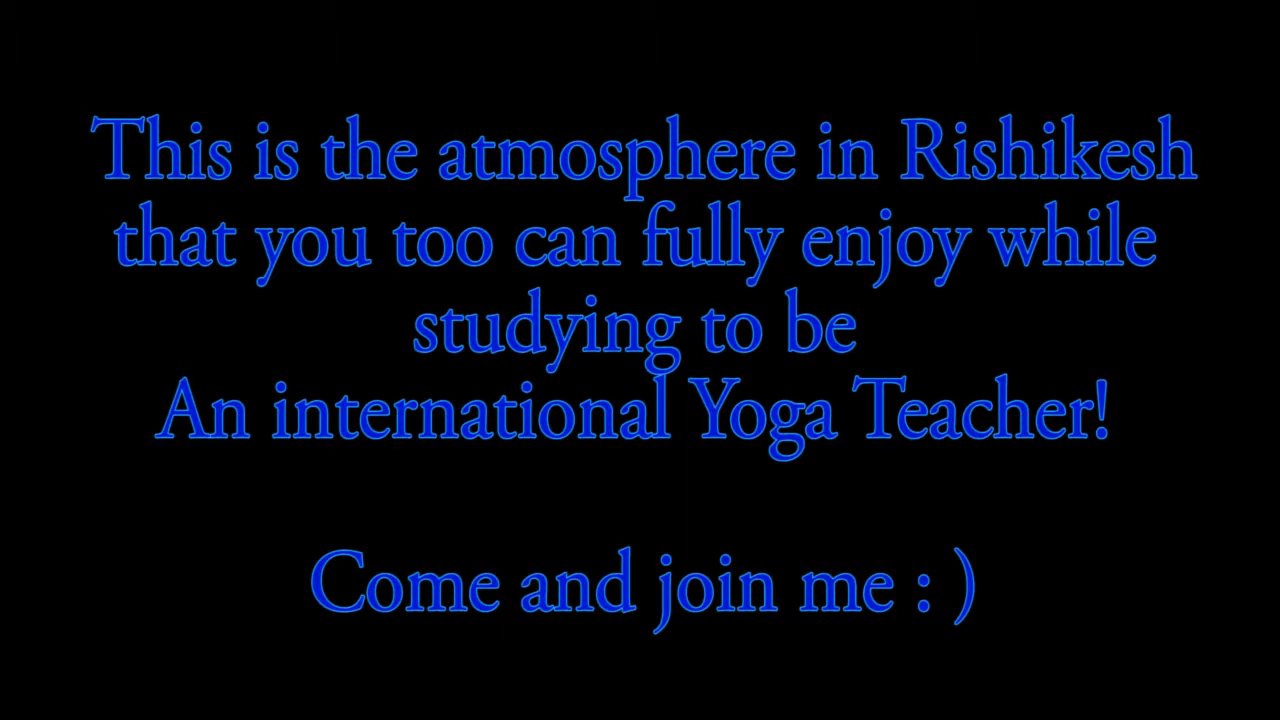 This is the atmosphere in Rishikesh
that you too can fully enjoy while
studying to be
An international Yoga Teacher!
Come and join me : )